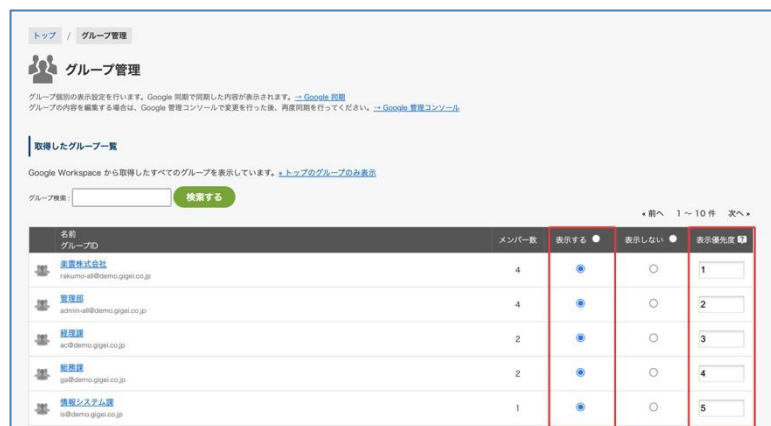 トップ / グループ管理
グループ管理
グループ個別の表示設定を行います。Google 同期で同期した内容が表示されます。→ Google 同期
グループの内容を編集する場合は、Google 管理コンソールで変更を行った後、再度同期を行ってください。→ Google 管理コンソール
取得したグループ一覧
Google Workspace から取得したすべてのグループを表示しています。» トップのグループのみ表示
グループ検索 : 検索する
« 前へ 1 ~ 10 件 次へ »
名前 グループID メンバー数 表示する 表示しない 表示優先度 ?
楽雲株式会社 4 1
rakumo-all@demo.gigei.co.jp
管理部 4 2
admin-all@demo.gigei.co.jp
経理課 2 3
ac@demo.gigei.co.jp
総務課 2 4
ga@demo.gigei.co.jp
情報システム課 1 5
is@demo.gigei.co.jp